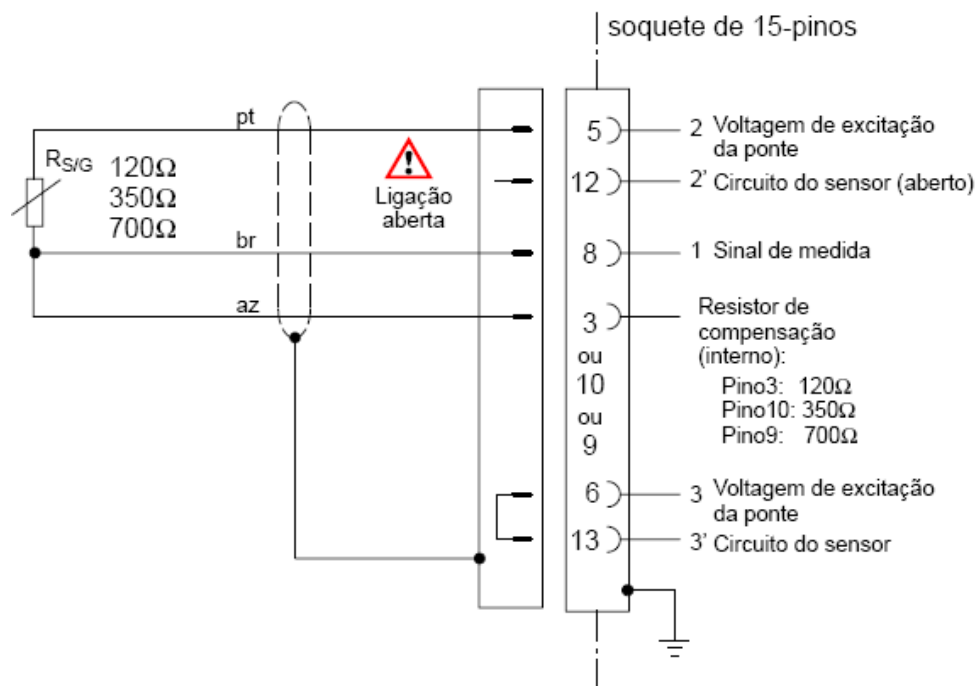 soquete de 15-pinos
pt
5
2 Voltagem de excitação
da ponte
R S/G
120Ω
350Ω
700Ω
Ligação
aberta
12
2' Circuito do sensor (aberto)
br
8
1 Sinal de medida
az
3
ou
10
ou
9
Resistor de
compensação
(interno):
Pino3: 120Ω
Pino10: 350Ω
Pino9: 700Ω
6
3 Voltagem de excitação
da ponte
13
3' Circuito do sensor